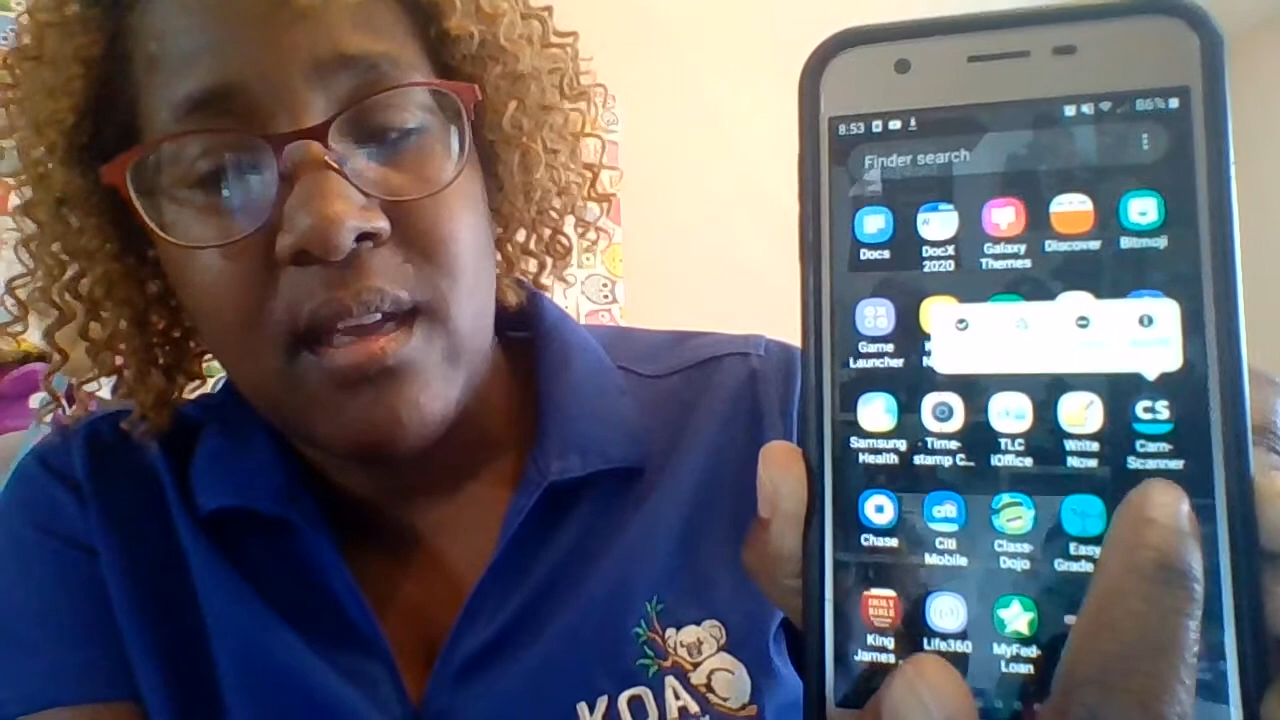 8:53
86%
Finder search
Docs
DocX
2020
Galaxy
Themes
Discover
Bitmoji
Game
Launcher
Samsung
Health
Time-
stamp C...
TLC
iOffice
Write
Now
CS
Cam-
Scanner
Chase
citi
Citi
Mobile
Class-
Dojo
Easy
Grade
HOLY
BIBLE
King
James...
Life360
MyFed-
Loan
KOA